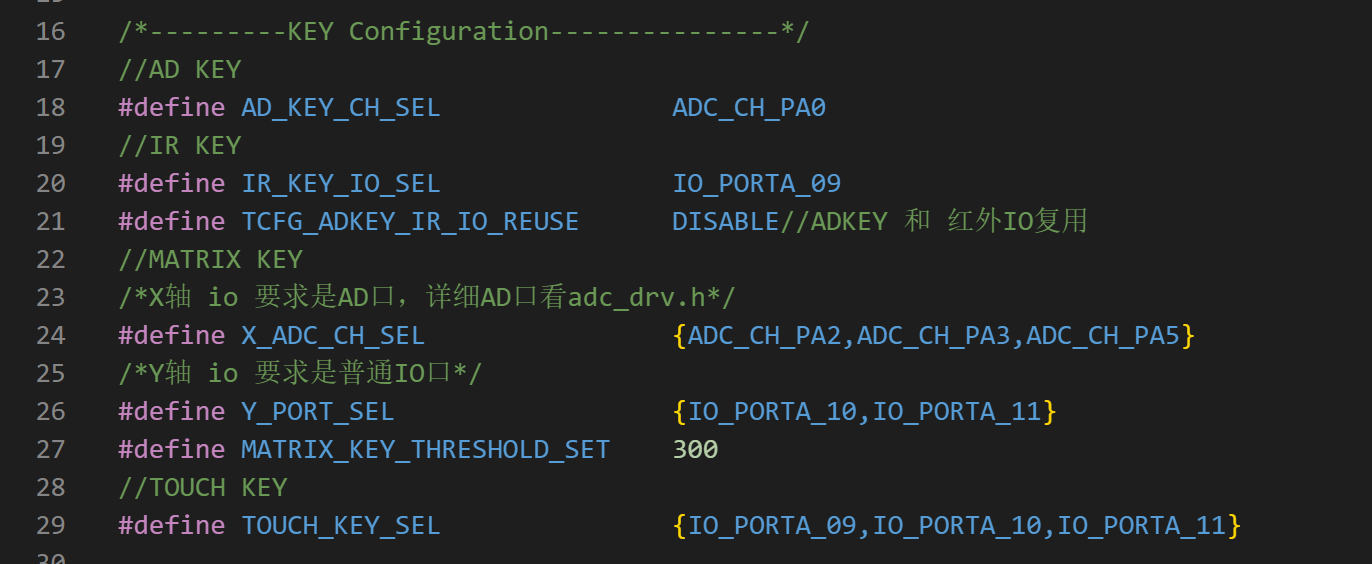 16 /*---------KEY Configuration---------------*/
17 //AD KEY
18 #define AD_KEY_CH_SEL ADC_CH_PA0
19 //IR KEY
20 #define IR_KEY_IO_SEL IO_PORTA_09
21 #define TCFG_ADKEY_IR_IO_REUSE DISABLE//ADKEY 和 红外IO复用
22 //MATRIX KEY
23 /*X轴 io 要求是AD口，详细AD口看adc_drv.h*/
24 #define X_ADC_CH_SEL {ADC_CH_PA2,ADC_CH_PA3,ADC_CH_PA5}
25 /*Y轴 io 要求是普通IO口*/
26 #define Y_PORT_SEL {IO_PORTA_10,IO_PORTA_11}
27 #define MATRIX_KEY_THRESHOLD_SET 300
28 //TOUCH KEY
29 #define TOUCH_KEY_SEL {IO_PORTA_09,IO_PORTA_10,IO_PORTA_11}